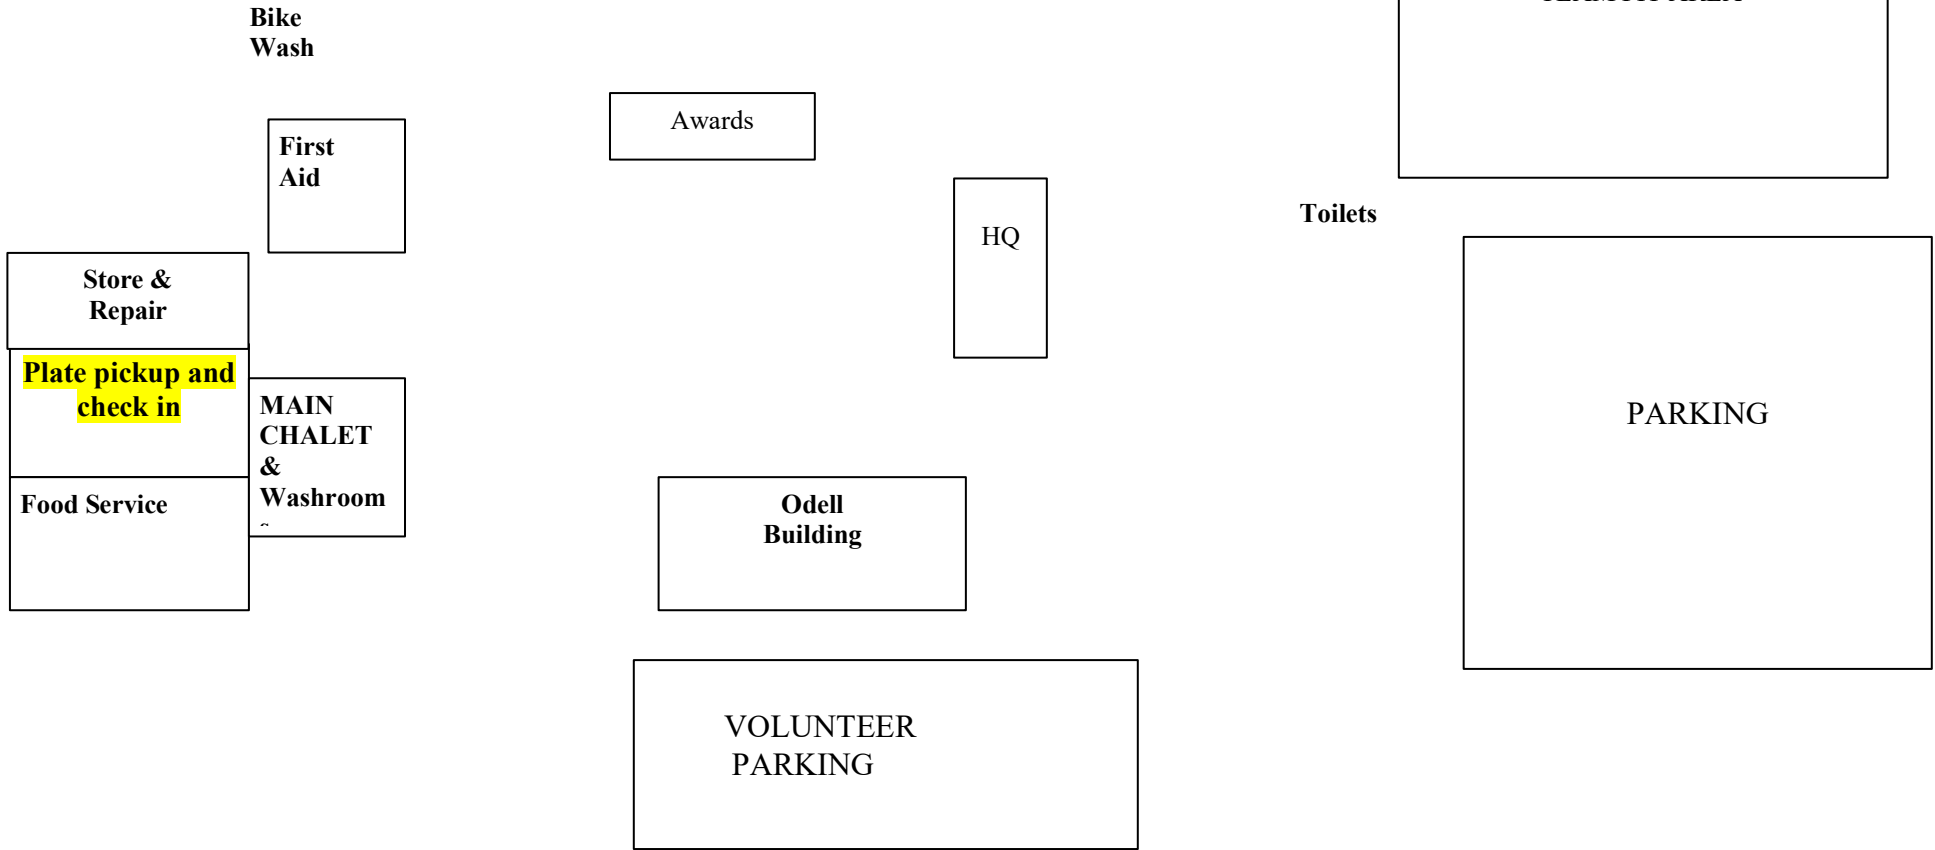 Bike
Wash
Awards
First
Aid
Toilets
HQ
Store &
Repair
Plate pickup and
check in
MAIN
CHALET
&
Washroom
PARKING
Food Service
Odell
Building
VOLUNTEER
PARKING